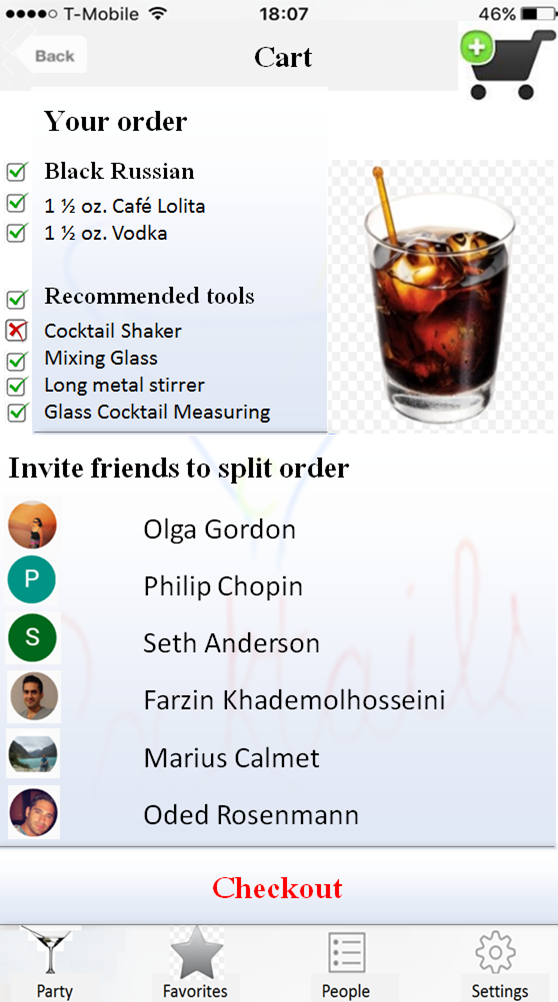 T-Mobile 18:07 46%
Back Cart
Your order
Black Russian
1 ½ oz. Café Lolita
1 ½ oz. Vodka
Recommended tools
Cocktail Shaker
Mixing Glass
Long metal stirrer
Glass Cocktail Measuring
Invite friends to split order
Olga Gordon
P Philip Chopin
S Seth Anderson
Farzin Khademolhosseini
Marius Calmet
Oded Rosenmann
Checkout
Party Favorites People Settings